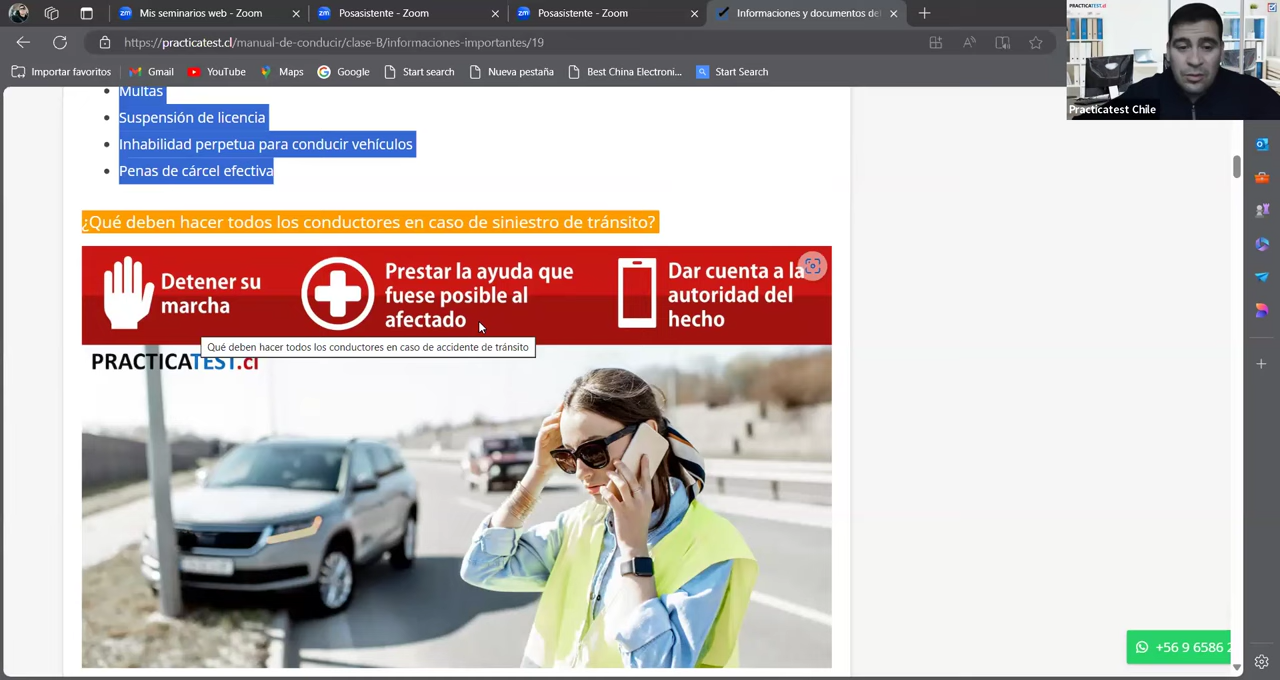 Mis seminarios web - Zoom
Posasistente - Zoom
Posasistente - Zoom
Informaciones y documentos del
https://practicatest.cl/manual-de-conducir/clase-B/informaciones-importantes/19
Importar favoritos
Gmail
YouTube
Maps
Google
Start search
Nueva pestaña
Best China Electroni...
Start Search
PRACTICATEST.cl
Practicatest Chile
Multas
Suspensión de licencia
Inhabilidad perpetua para conducir vehículos
Penas de cárcel efectiva
¿Qué deben hacer todos los conductores en caso de siniestro de tránsito?
Detener su
marcha
Prestar la ayuda que
fuese posible al
afectado
Dar cuenta a la
autoridad del
hecho
Qué deben hacer todos los conductores en caso de accidente de tránsito
PRACTICATEST.cl
+56 9 6586 2